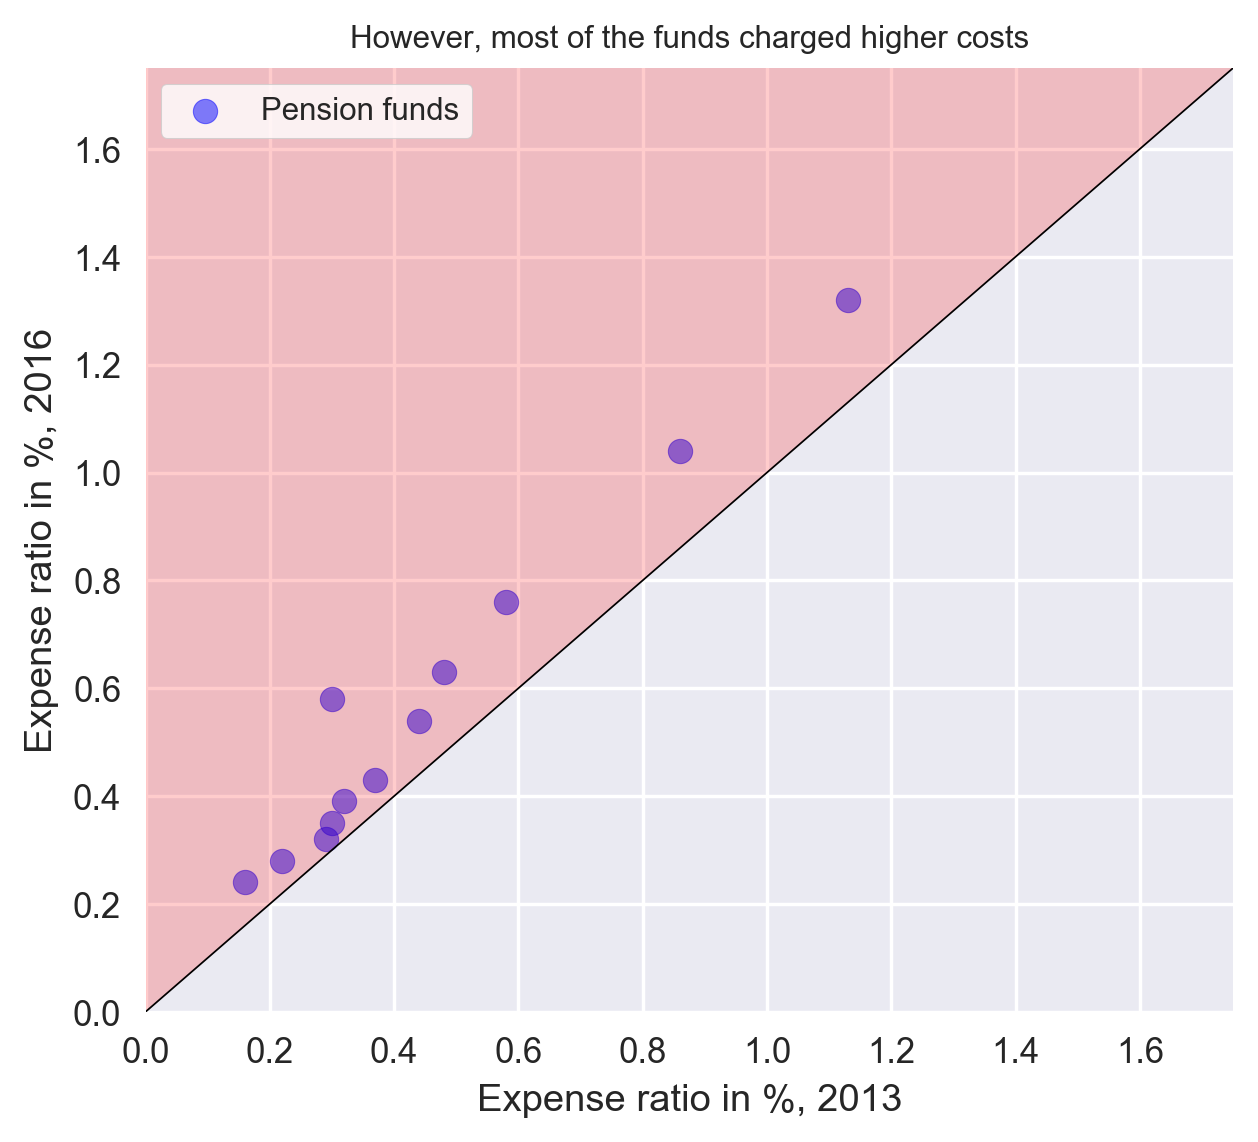 However, most of the funds charged higher costs
Pension funds
Expense ratio in %, 2016
1.6
1.4
1.2
1.0
0.8
0.6
0.4
0.2
0.0
0.0 0.2 0.4 0.6 0.8 1.0 1.2 1.4 1.6
Expense ratio in %, 2013